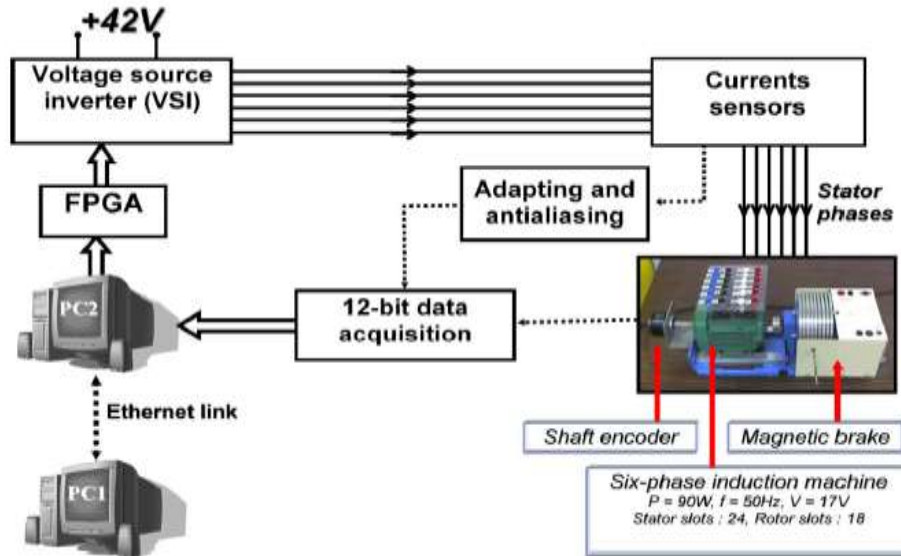 +42V
Voltage source
inverter (VSI)
Currents
sensors
FPGA
Adapting and
antialiasing
Stator
phases
PC2
12-bit data
acquisition
Ethernet link
PC1
Shaft encoder
Magnetic brake
Six-phase induction machine
P = 90W, f = 50Hz, V = 17V
Stator slots : 24, Rotor slots : 18